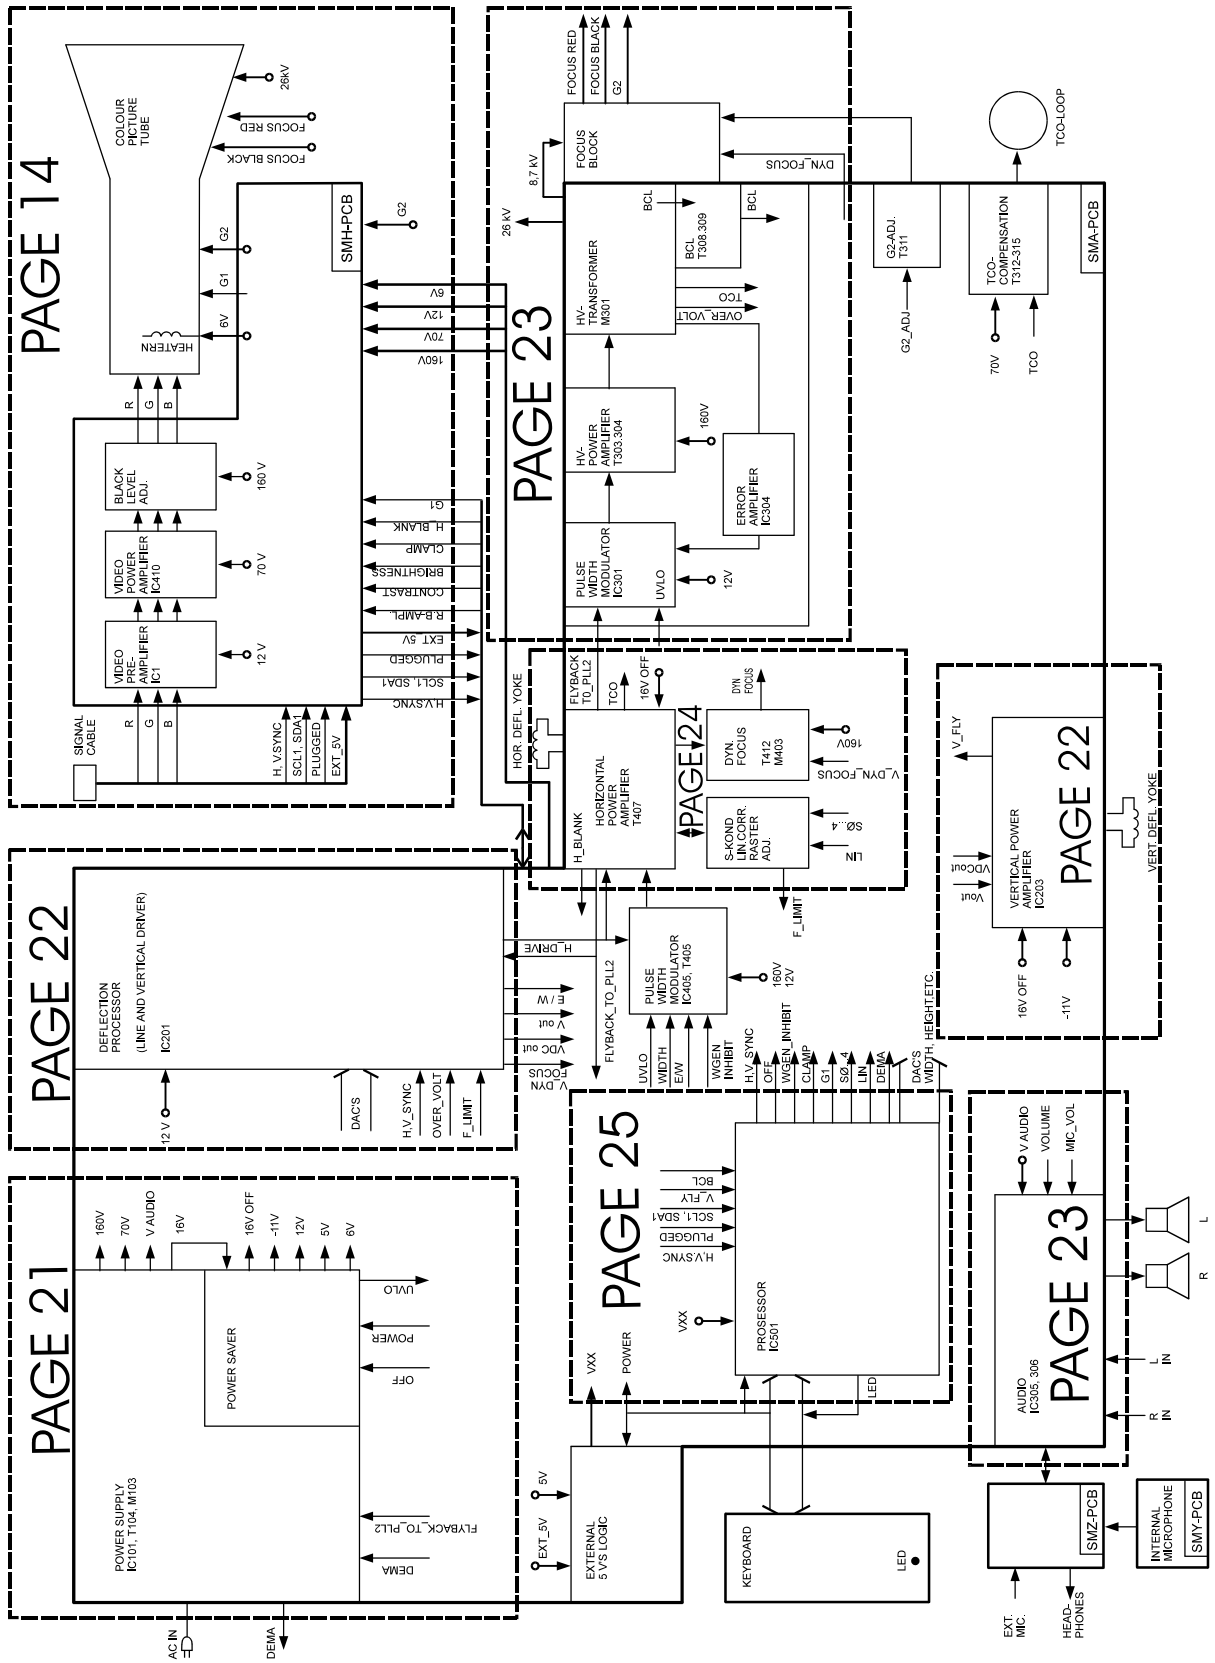 PAGE 14
COLOUR
PICTURE
TUBE
26kV
FOCUS RED
FOCUS BLACK
G2
G1
6V
HEATERN
SMH-PCB
G2
R
G
B
BLACK
LEVEL
ADJ.
160 V
VIDEO
POWER
AMPLIFIER
IC410
70 V
VIDEO
PRE-
AMPLIFIER
IC1
12 V
R
G
B
SIGNAL
CABLE
H, V.SYNC
SCL1, SDA1
PLUGGED
EXT_5V
6V
12V
70V
160V
G1
H_BLANK
CLAMP
BRIGHTNESS
CONTRAST
R.B-AMPL.
EXT_5V
PLUGGED
SCL1, SDA1
H,V.SYNC
PAGE 23
FOCUS RED
FOCUS BLACK
G2
FOCUS
BLOCK
8,7 kV
26 kV
DYN_FOCUS
HV-
TRANSFORMER
M301
BCL
BCL
T308.309
BCL
TCO
OVER_VOLT
HV-
POWER
AMPLIFIER
T303.304
160V
ERROR
AMPLIFIER
IC304
PULSE
WIDTH
MODULATOR
IC301
UVLO
12V
G2-ADJ.
T311
G2_ADJ
TCO-
COMPENSATION
T312-315
70V
TCO
TCO-LOOP
SMA-PCB
PAGE 24
HOR. DEFL. YOKE
FLYBACK
T0_PLL2
TCO
16V OFF
HORIZONTAL
POWER
AMPLIFIER
T407
H_BLANK
DYN
FOCUS
DYN.
FOCUS
T412
M403
160V
V_DYN_FOCUS
S-KOND
LIN.CORR.
RASTER
ADJ.
SØ...4
LIN
F_LIMIT
PAGE 22
DEFLECTION
PROCESSOR
(LINE AND VERTICAL DRIVER)
IC201
12 V
DAC'S
H,V_SYNC
OVER_VOLT
F_LIMIT
H_DRIVE
E / W
V out
VDC out
V_DYN_
FOCUS
FLYBACK_TO_PLL2
PULSE
WIDTH
MODULATOR
IC405, T405
160V
12V
UVLO
WIDTH
E/W
WGEN
INHIBIT
PAGE 22
V_FLY
VERTICAL POWER
AMPLIFIER
IC203
VDCout
Vout
16V OFF
-11V
VERT. DEFL. YOKE
PAGE 21
160V
70V
V AUDIO
16V
16V OFF
-11V
12V
5V
6V
UVLO
POWER
OFF
POWER SAVER
POWER SUPPLY
IC101, T104, M103
FLYBACK_TO_PLL2
DEMA
AC IN
DEMA
PAGE 25
H,V_SYNC
OFF
WGEN_INHIBIT
CLAMP
G1
SØ..4
LIN
DEMA
DAC'S
WIDTH, HEIGHT,ETC.
BCL
V_FLY
SCL1, SDA1
PLUGGED
H,V.SYNC
VXX
PROSESSOR
IC501
VXX
POWER
LED
EXTERNAL
5 V'S LOGIC
5V
EXT_5V
KEYBOARD
LED
PAGE 23
V AUDIO
VOLUME
MIC_VOL
AUDIO
IC305, 306
L
R
L
IN
R
IN
SMZ-PCB
EXT.
MIC.
HEAD-
PHONES
INTERNAL
MICROPHONE
SMY-PCB